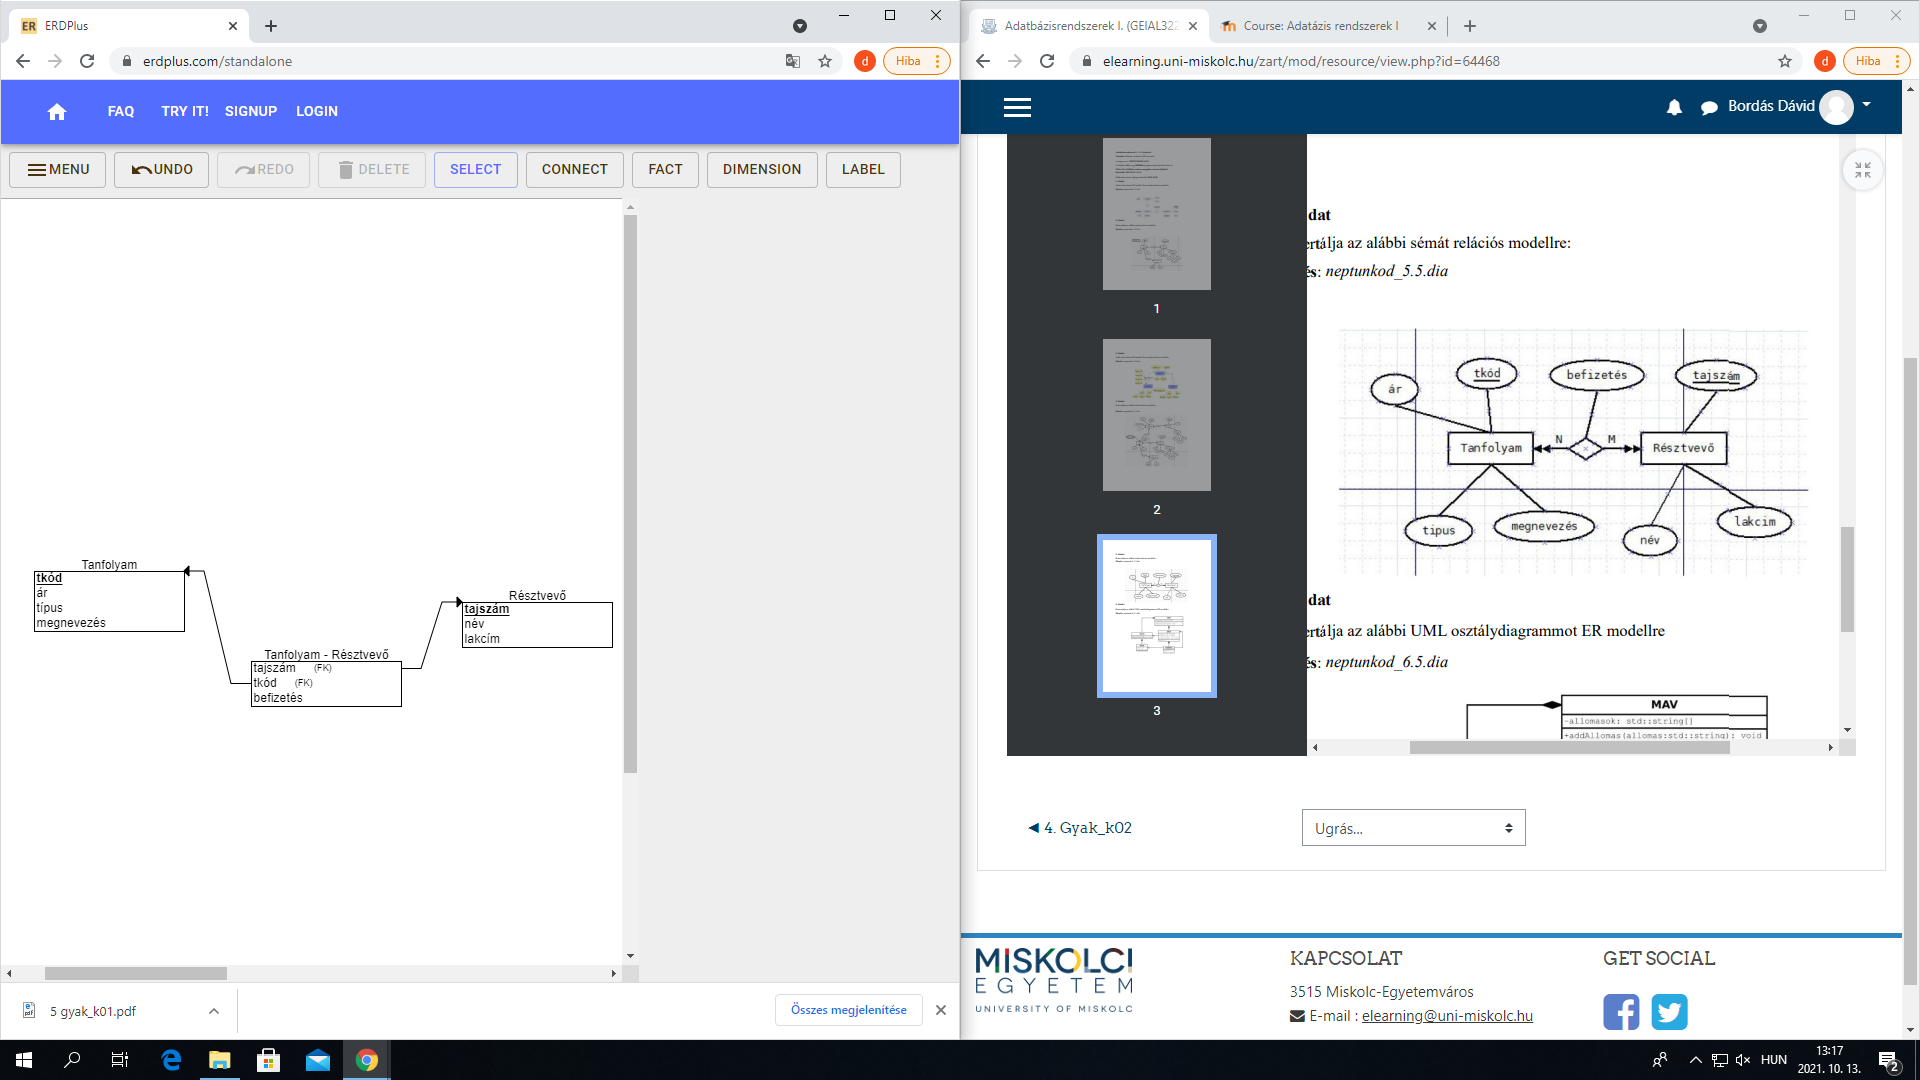 ERDPlus
erdplus.com/standalone
d
Hiba
FAQ
TRY IT!
SIGNUP
LOGIN
MENU
UNDO
REDO
DELETE
SELECT
CONNECT
FACT
DIMENSION
LABEL
Tanfolyam
tkód
ár
típus
megnevezés
Résztvevő
tajszám
név
lakcím
Tanfolyam - Résztvevő
tajszám (FK)
tkód (FK)
befizetés
5 gyak_k01.pdf
Összes megjelenítése
Adatbázisrendszerek I. (GEIAL322
Course: Adatázis rendszerek I
elearning.uni-miskolc.hu/zart/mod/resource/view.php?id=64468
d
Hiba
Bordás Dávid
1
2
3
dat
ertálja az alábbi sémát relációs modellre:
és: neptunkod_5.5.dia
ár
tkód
befizetés
tajszám
Tanfolyam
N
M
Résztvevő
tipus
megnevezés
név
lakcim
dat
ertálja az alábbi UML osztálydiagrammot ER modellre
és: neptunkod_6.5.dia
MAV
-allomasok: std::string[]
+addAllomas(allomas:std::string): void
◄ 4. Gyak_k02
Ugrás...
MISKOLCI
EGYETEM
UNIVERSITY OF MISKOLC
KAPCSOLAT
3515 Miskolc-Egyetemváros
E-mail : elearning@uni-miskolc.hu
GET SOCIAL
HUN
13:17
2021. 10. 13.
2